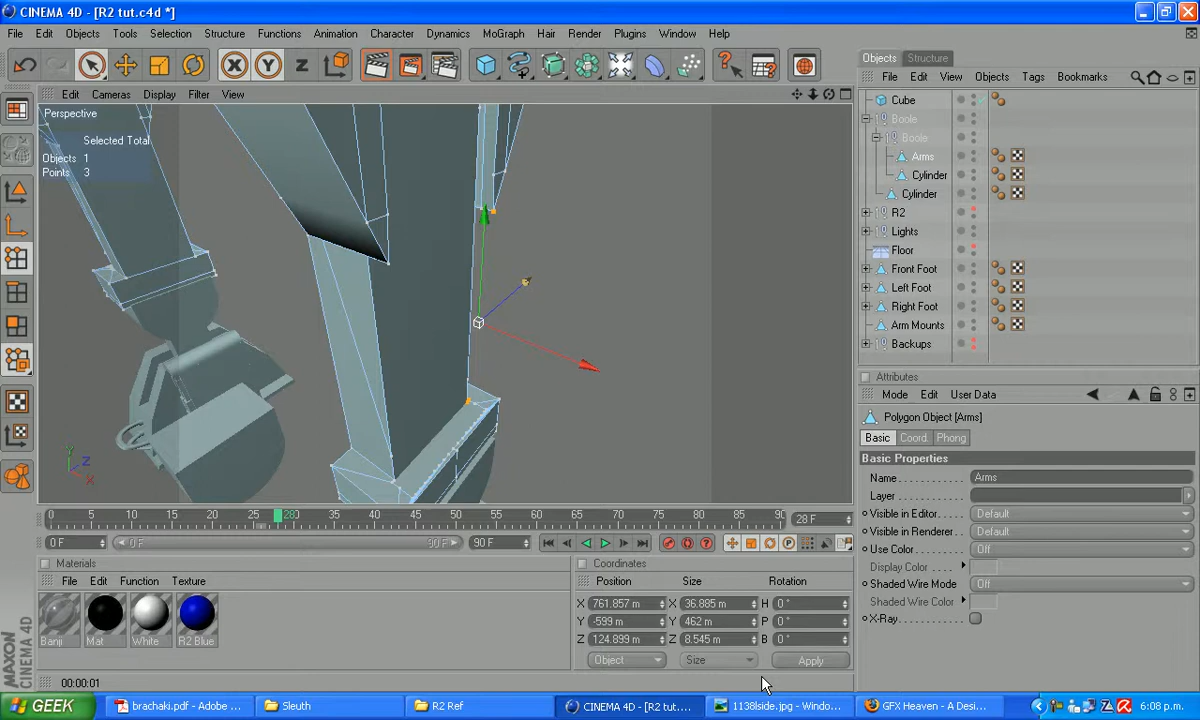 CINEMA 4D - [R2 tut.c4d *]
File Edit Objects Tools Selection Structure Functions Animation Character Dynamics MoGraph Hair Render Plugins Window Help
Edit Cameras Display Filter View
Perspective
Selected Total
Objects 1
Points 3
Objects Structure
File Edit View Objects Tags Bookmarks
Cube
Boole
Boole
Arms
Cylinder
Cylinder
R2
Lights
Floor
Front Foot
Left Foot
Right Foot
Arm Mounts
Backups
Attributes
Mode Edit User Data
Polygon Object [Arms]
Basic Coord. Phong
Basic Properties
Name Arms
Layer
Visible in Editor Default
Visible in Renderer Default
Use Color Off
Display Color
Shaded Wire Mode Off
Shaded Wire Color
X-Ray
0 5 10 15 20 25 280 35 40 45 50 55 60 65 70 75 80 85 90 28 F
0 F 0 F 90 F 90 F
Materials
File Edit Function Texture
Banji Mat White R2 Blue
Coordinates
Position Size Rotation
X 761.857 m X 36.885 m H 0 °
Y -599 m Y 462 m P 0 °
Z 124.899 m Z 8.545 m B 0 °
Object Size Apply
MAXON CINEMA 4D
00:00:01
GEEK brachaki.pdf - Adobe ... Sleuth R2 Ref CINEMA 4D - [R2 tut.... 1138lside.jpg - Windo... GFX Heaven - A Desi... 6:08 p.m.